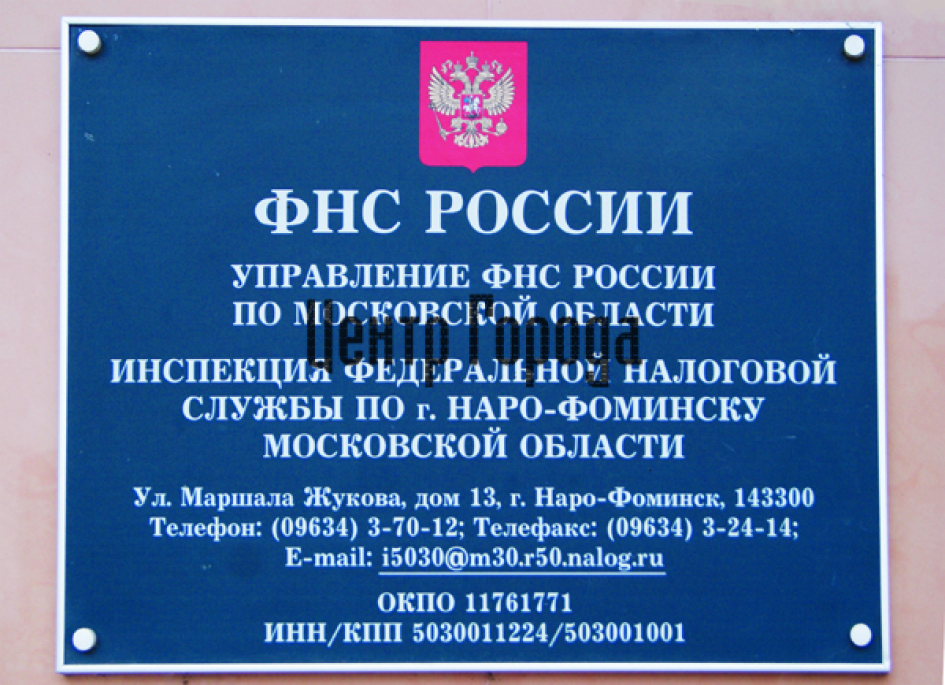 ФНС РОССИИ
УПРАВЛЕНИЕ ФНС РОССИИ
ПО МОСКОВСКОЙ ОБЛАСТИ
Центр Города
ИНСПЕКЦИЯ ФЕДЕРАЛЬНОЙ НАЛОГОВОЙ
СЛУЖБЫ ПО г. НАРО-ФОМИНСКУ
МОСКОВСКОЙ ОБЛАСТИ
Ул. Маршала Жукова, дом 13, г. Наро-Фоминск, 143300
Телефон: (09634) 3-70-12; Телефакс: (09634) 3-24-14;
E-mail: i5030@m30.r50.nalog.ru
ОКПО 11761771
ИНН/КПП 5030011224/503001001